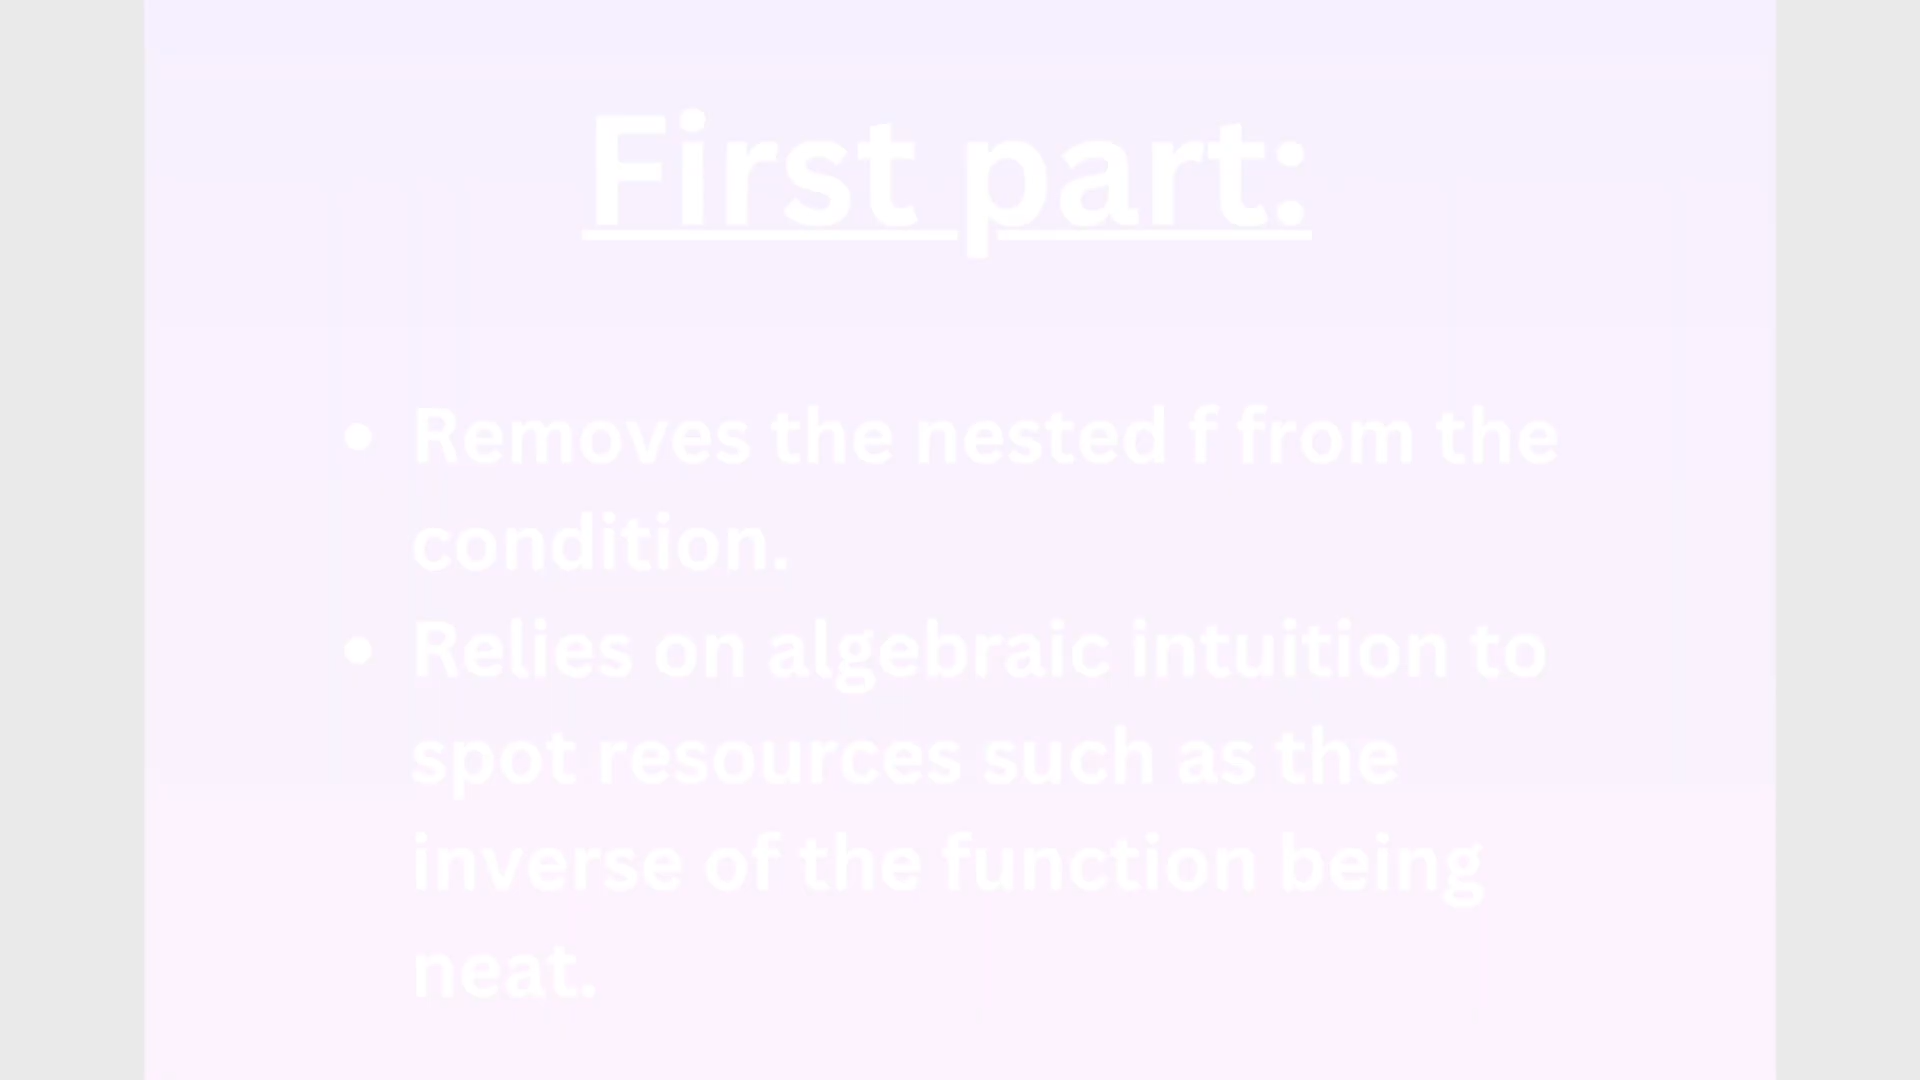 First part:
• Removes the nested f from the
condition.
• Relies on algebraic intuition to
spot resources such as the
inverse of the function being
neat.